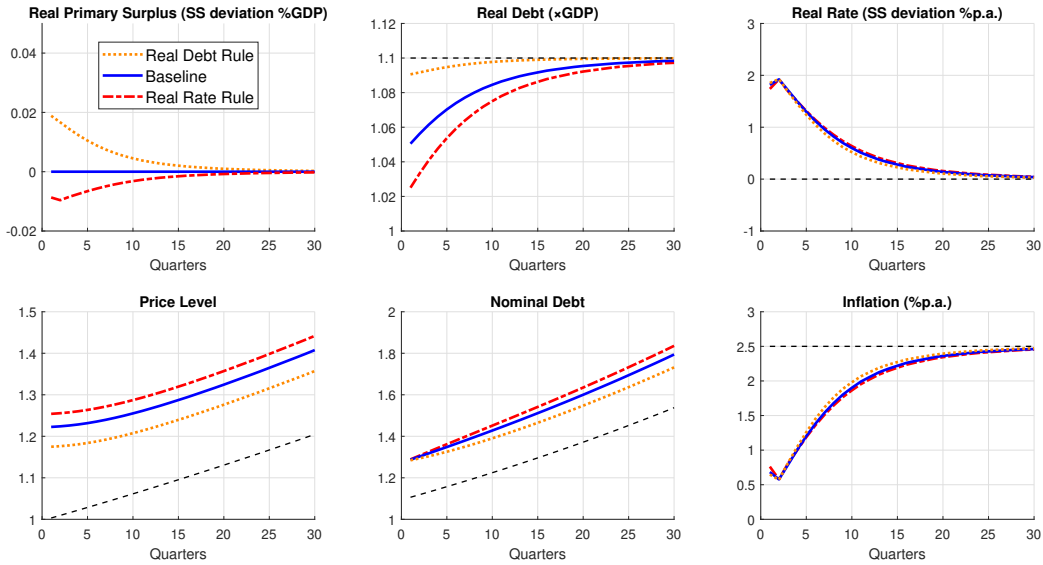 Real Primary Surplus (SS deviation %GDP)
0.04
0.02
0
-0.02
Real Debt Rule
Baseline
Real Rate Rule
0 5 10 15 20 25 30
Quarters
Real Debt (×GDP)
1.12
1.1
1.08
1.06
1.04
1.02
1
0 5 10 15 20 25 30
Quarters
Real Rate (SS deviation %p.a.)
3
2
1
0
-1
0 5 10 15 20 25 30
Quarters
Price Level
1.5
1.4
1.3
1.2
1.1
1
0 5 10 15 20 25 30
Quarters
Nominal Debt
2
1.8
1.6
1.4
1.2
1
0 5 10 15 20 25 30
Quarters
Inflation (%p.a.)
3
2.5
2
1.5
1
0.5
0
0 5 10 15 20 25 30
Quarters